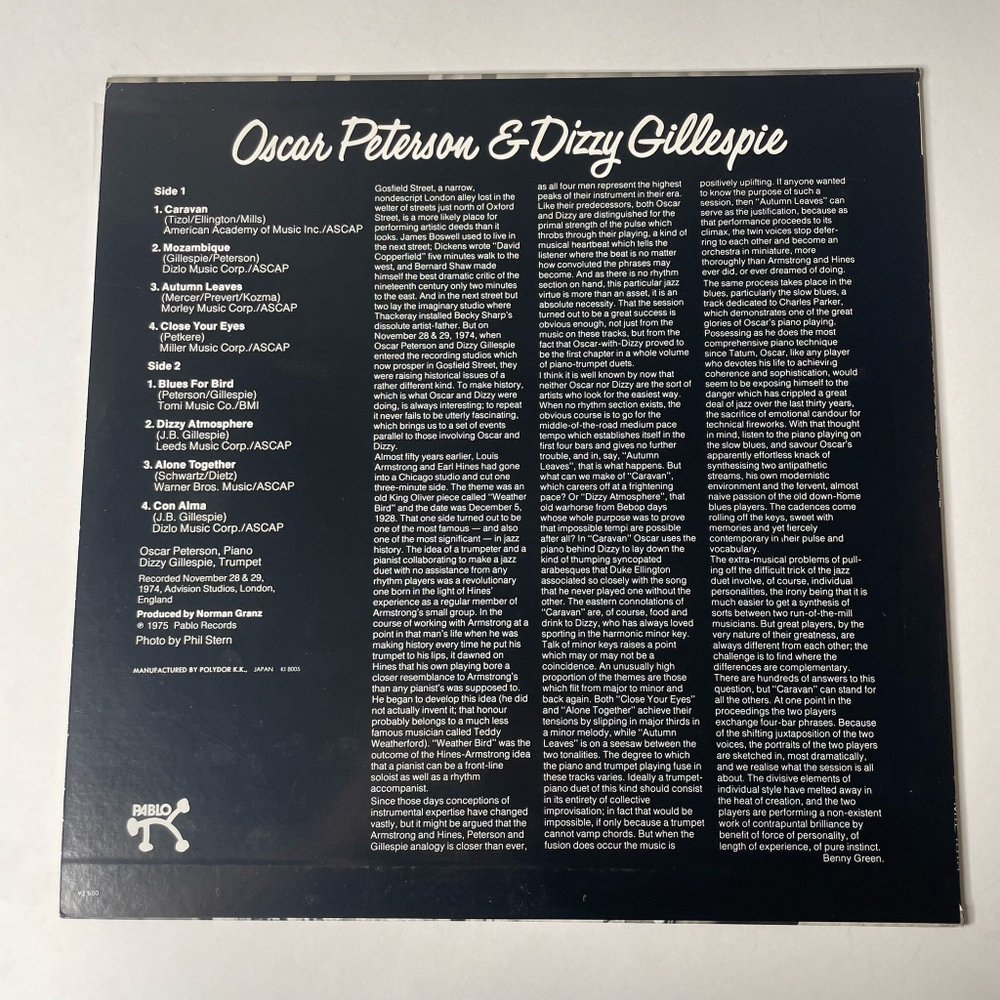 Oscar Peterson & Dizzy Gillespie
Side 1
1. Caravan
(Tizol/Ellington/Mills)
American Academy of Music Inc./ASCAP
2. Mozambique
(Gillespie/Peterson)
Dizlo Music Corp./ASCAP
3. Autumn Leaves
(Mercer/Prevert/Kozma)
Morley Music Corp./ASCAP
4. Close Your Eyes
(Petkere)
Miller Music Corp./ASCAP
Side 2
1. Blues For Bird
(Peterson/Gillespie)
Tomi Music Co./BMI
2. Dizzy Atmosphere
(J.B. Gillespie)
Leeds Music Corp./ASCAP
3. Alone Together
(Schwartz/Dietz)
Warner Bros. Music/ASCAP
4. Con Alma
(J.B. Gillespie)
Dizlo Music Corp./ASCAP
Oscar Peterson, Piano
Dizzy Gillespie, Trumpet
Recorded November 28 & 29,
1974, Advision Studios, London,
England
Produced by Norman Granz
℗ 1975 Pablo Records
Photo by Phil Stern
MANUFACTURED BY POLYDOR K.K., JAPAN KI 8005
PABLO
¥2,500
Gosfield Street, a narrow,
nondescript London alley lost in the
welter of streets just north of Oxford
Street, is a more likely place for
performing artistic deeds than it
looks. James Boswell used to live in
the next street; Dickens wrote "David
Copperfield" five minutes walk to the
west, and Bernard Shaw made
himself the best dramatic critic of the
nineteenth century only two minutes
to the east. And in the next street but
two lay the imaginary studio where
Thackeray installed Becky Sharp's
dissolute artist-father. But on
November 28 & 29, 1974, when
Oscar Peterson and Dizzy Gillespie
entered the recording studios which
now prosper in Gosfield Street, they
were raising historical issues of a
rather different kind. To make history,
which is what Oscar and Dizzy were
doing, is always interesting; to repeat
it never fails to be utterly fascinating,
which brings us to a set of events
parallel to those involving Oscar and
Dizzy.
Almost fifty years earlier, Louis
Armstrong and Earl Hines had gone
into a Chicago studio and cut one
three-minute side. The theme was an
old King Oliver piece called "Weather
Bird" and the date was December 5,
1928. That one side turned out to be
one of the most famous — and also
one of the most significant — in jazz
history. The idea of a trumpeter and a
pianist collaborating to make a jazz
duet with no assistance from any
rhythm players was a revolutionary
one born in the light of Hines'
experience as a regular member of
Armstrong's small group. In the
course of working with Armstrong at a
point in that man's life when he was
making history every time he put his
trumpet to his lips, it dawned on
Hines that his own playing bore a
closer resemblance to Armstrong's
than any pianist's was supposed to.
He began to develop this idea (he did
not actually invent it; that honour
probably belongs to a much less
famous musician called Teddy
Weatherford). "Weather Bird" was the
outcome of the Hines-Armstrong idea
that a pianist can be a front-line
soloist as well as a rhythm
accompanist.
Since those days conceptions of
instrumental expertise have changed
vastly, but it might be argued that the
Armstrong and Hines, Peterson and
Gillespie analogy is closer than ever,
as all four men represent the highest
peaks of their instrument in their era.
Like their predecessors, both Oscar
and Dizzy are distinguished for the
primal strength of the pulse which
throbs through their playing, a kind of
musical heartbeat which tells the
listener where the beat is no matter
how convoluted the phrases may
become. And as there is no rhythm
section on hand, this particular jazz
virtue is more than an asset, it is an
absolute necessity. That the session
turned out to be a great success is
obvious enough, not just from the
music on these tracks, but from the
fact that Oscar-with-Dizzy proved to
be the first chapter in a whole volume
of piano-trumpet duets.
I think it is well known by now that
neither Oscar nor Dizzy are the sort of
artists who look for the easiest way.
When no rhythm section exists, the
obvious course is to go for the
middle-of-the-road medium pace
tempo which establishes itself in the
first four bars and gives no further
trouble, and in, say, "Autumn
Leaves", that is what happens. But
what can we make of "Caravan",
which careers off at a frightening
pace? Or "Dizzy Atmosphere", that
old warhorse from Bebop days
whose whole purpose was to prove
that impossible tempi are possible
after all? In "Caravan" Oscar uses the
piano behind Dizzy to lay down the
kind of thumping syncopated
arabesques that Duke Ellington
associated so closely with the song
that he never played one without the
other. The eastern connotations of
"Caravan" are, of course, food and
drink to Dizzy, who has always loved
sporting in the harmonic minor key.
Talk of minor keys raises a point
which may or may not be a
coincidence. An unusually high
proportion of the themes are those
which flit from major to minor and
back again. Both "Close Your Eyes"
and "Alone Together" achieve their
tensions by slipping in major thirds in
a minor melody, while "Autumn
Leaves" is on a seesaw between the
two tonalities. The degree to which
the piano and trumpet playing fuse in
these tracks varies. Ideally a trumpet-
piano duet of this kind should consist
in its entirety of collective
improvisation; in fact that would be
impossible, if only because a trumpet
cannot vamp chords. But when the
fusion does occur the music is
positively uplifting. If anyone wanted
to know the purpose of such a
session, then "Autumn Leaves" can
serve as the justification, because as
that performance proceeds to its
climax, the twin voices stop defer-
ring to each other and become an
orchestra in miniature, more
thoroughly than Armstrong and Hines
ever did, or ever dreamed of doing.
The same process takes place in the
blues, particularly the slow blues, a
track dedicated to Charles Parker,
which demonstrates one of the great
glories of Oscar's piano playing.
Possessing as he does the most
comprehensive piano technique
since Tatum, Oscar, like any player
who devotes his life to achieving
coherence and sophistication, would
seem to be exposing himself to the
danger which has crippled a great
deal of jazz over the last thirty years,
the sacrifice of emotional candour for
technical fireworks. With that thought
in mind, listen to the piano playing on
the slow blues, and savour Oscar's
apparently effortless knack of
synthesising two antipathetic
streams, his own modernistic
environment and the fervent, almost
naive passion of the old down-home
blues players. The cadences come
rolling off the keys, sweet with
memories and yet fiercely
contemporary in their pulse and
vocabulary.
The extra-musical problems of pull-
ing off the difficult trick of the jazz
duet involve, of course, individual
personalities, the irony being that it is
much easier to get a synthesis of
sorts between two run-of-the-mill
musicians. But great players, by the
very nature of their greatness, are
always different from each other; the
challenge is to find where the
differences are complementary.
There are hundreds of answers to this
question, but "Caravan" can stand for
all the others. At one point in the
proceedings the two players
exchange four-bar phrases. Because
of the shifting juxtaposition of the two
voices, the portraits of the two players
are sketched in, most dramatically,
and we realise what the session is all
about. The divisive elements of
individual style have melted away in
the heat of creation, and the two
players are performing a non-existent
work of contrapuntal brilliance by
benefit of force of personality, of
length of experience, of pure instinct.
Benny Green.